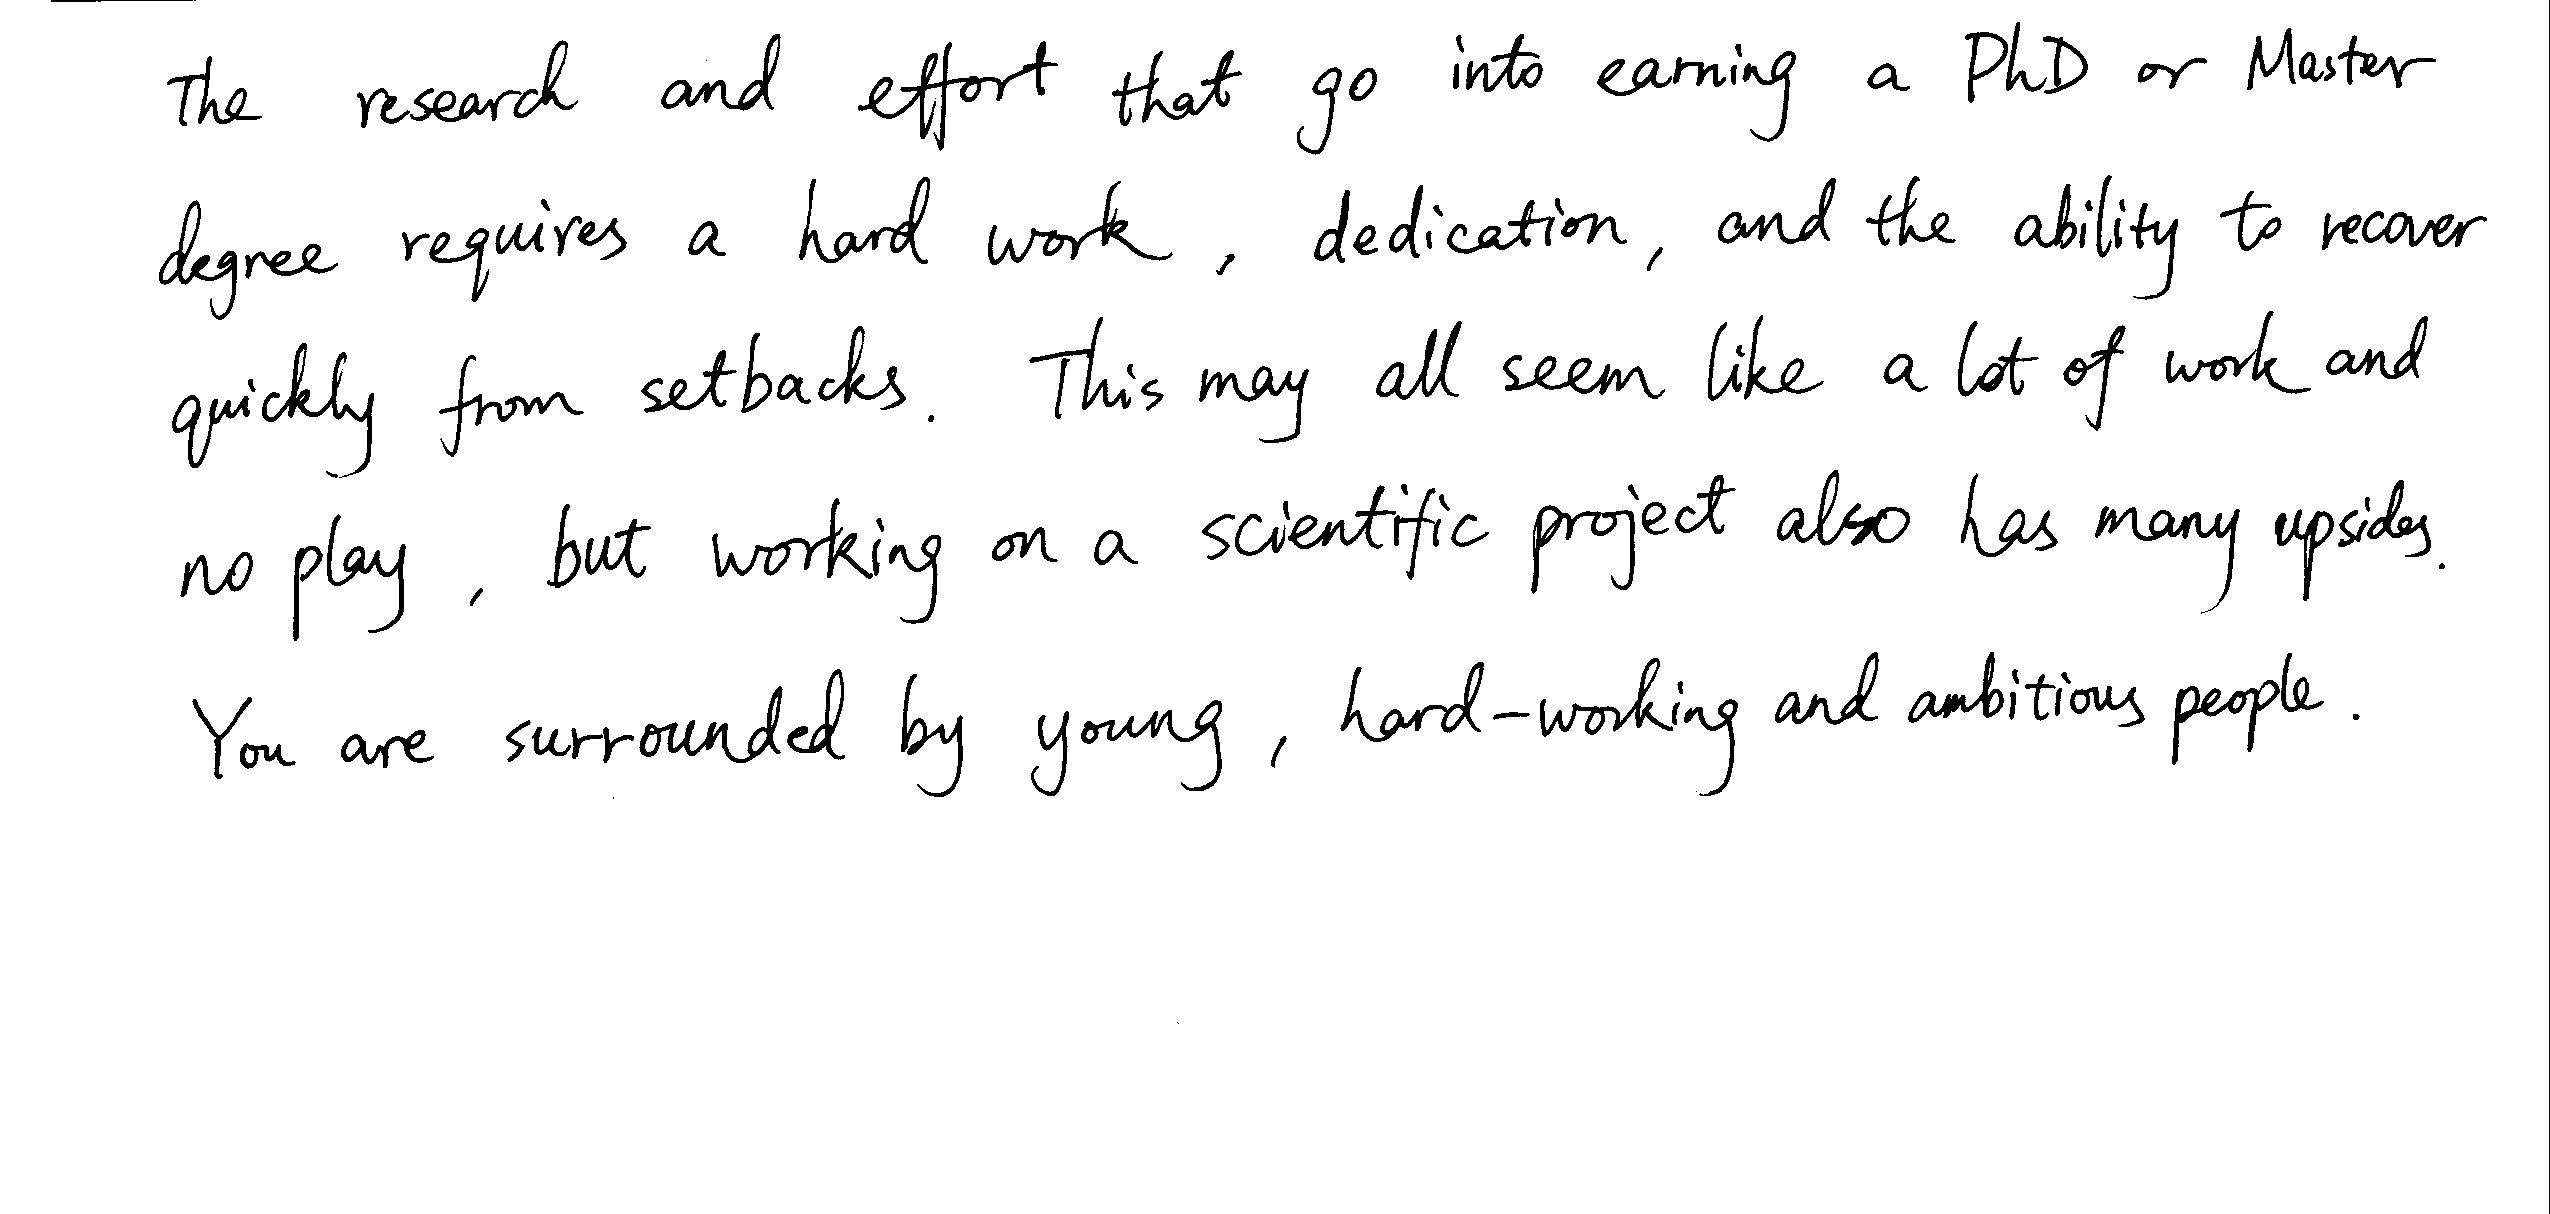 The research and effort that go into earning a PhD or Master
degree requires a hard work, dedication, and the ability to recover
quickly from setbacks. This may all seem like a lot of work and
no play, but working on a scientific project also has many upsides.
You are surrounded by young, hard-working and ambitious people.